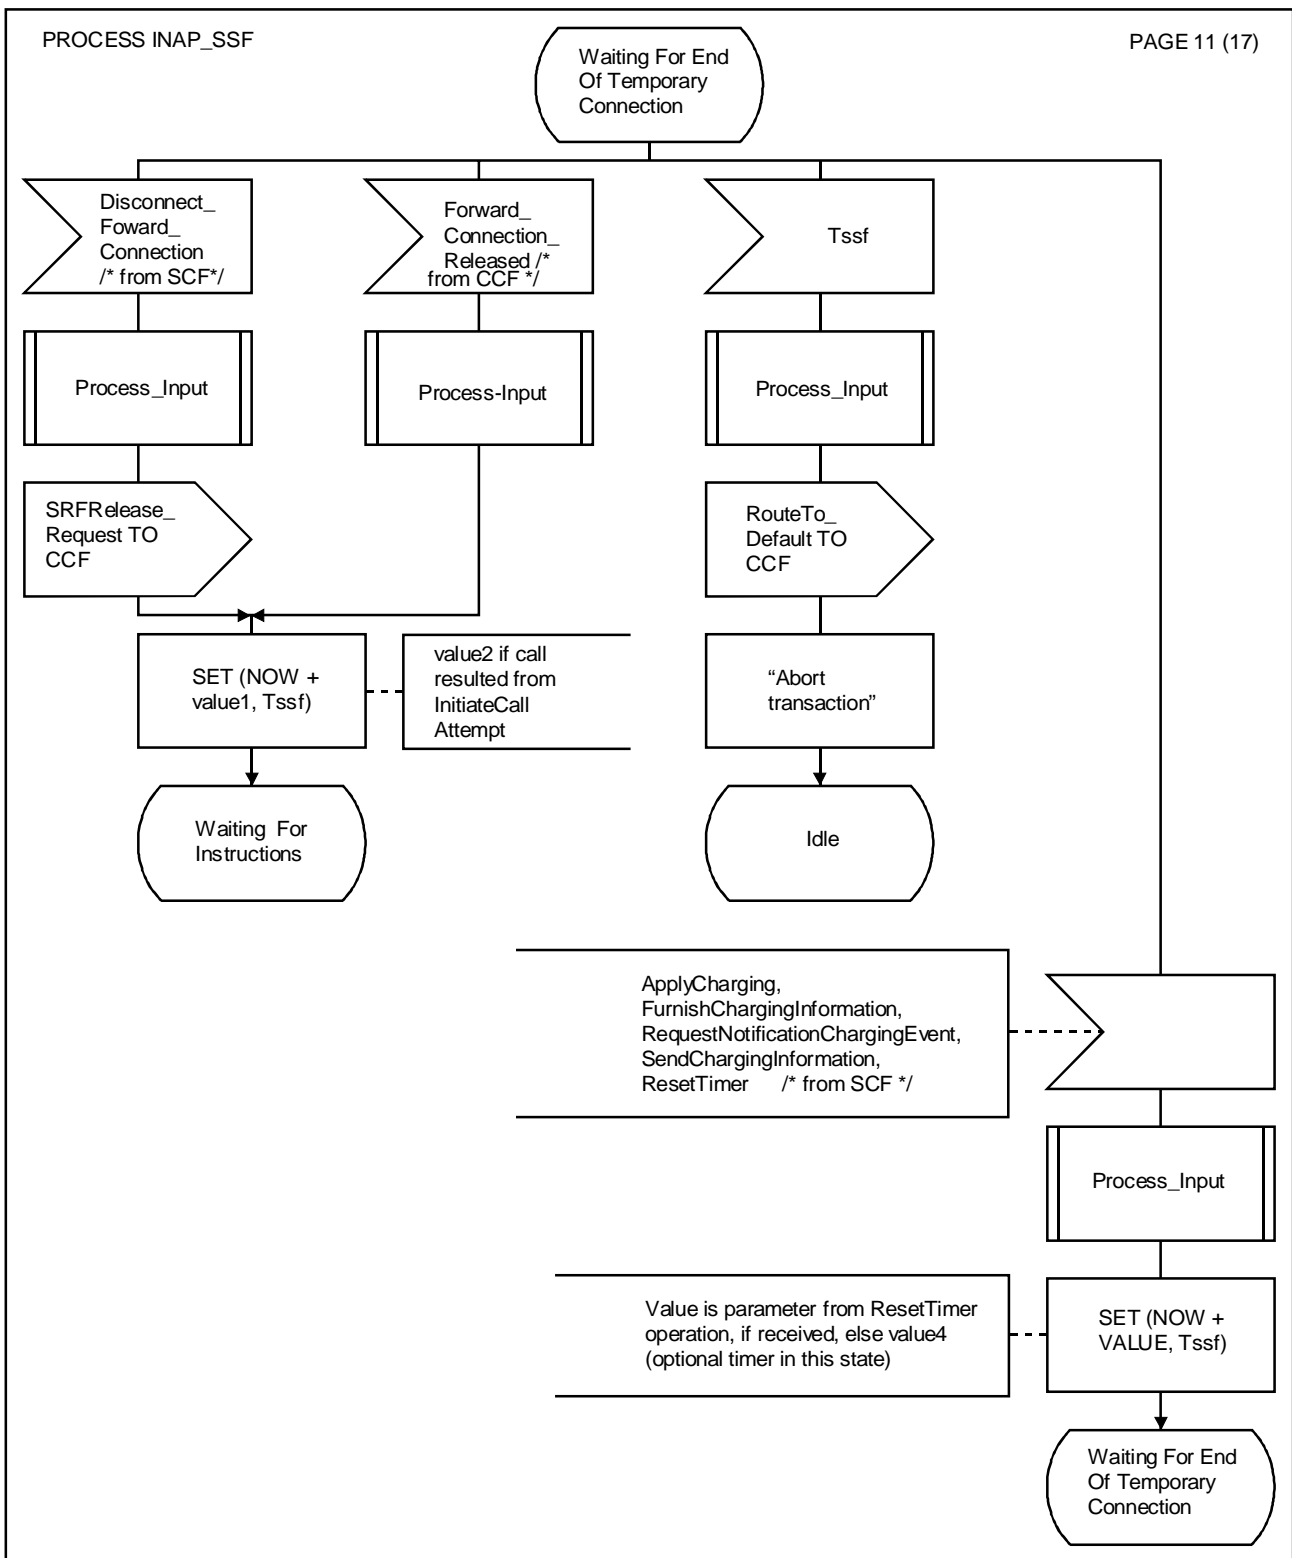 PROCESS INAP_SSF
PAGE 11 (17)
Waiting For End
Of Temporary
Connection
Disconnect_
Foward_
Connection
/* from SCF*/
Forward_
Connection_
Released /*
from CCF */
Tssf
Process_Input
Process-Input
Process_Input
SRFRelease_
Request TO
CCF
RouteTo_
Default TO
CCF
SET (NOW +
value1, Tssf)
value2 if call
resulted from
InitiateCall
Attempt
“Abort
transaction”
Waiting For
Instructions
Idle
ApplyCharging,
FurnishChargingInformation,
RequestNotificationChargingEvent,
SendChargingInformation,
ResetTimer /* from SCF */
Process_Input
Value is parameter from ResetTimer
operation, if received, else value4
(optional timer in this state)
SET (NOW +
VALUE, Tssf)
Waiting For End
Of Temporary
Connection